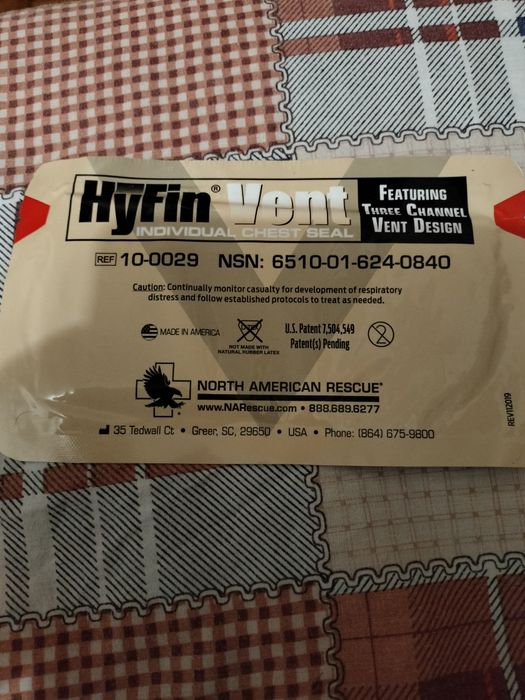 HyFin® Vent
INDIVIDUAL CHEST SEAL
FEATURING
THREE CHANNEL
VENT DESIGN
REF 10-0029 NSN: 6510-01-624-0840
Caution: Continually monitor casualty for development of respiratory
distress and follow established protocols to treat as needed.
MADE IN AMERICA
LATEX
NOT MADE WITH
NATURAL RUBBER LATEX
U.S. Patent 7,504,549
Patent(s) Pending
2
NORTH AMERICAN RESCUE®
www.NARescue.com • 888.689.6277
35 Tedwall Ct • Greer, SC, 29650 • USA • Phone: (864) 675-9800
REV112019